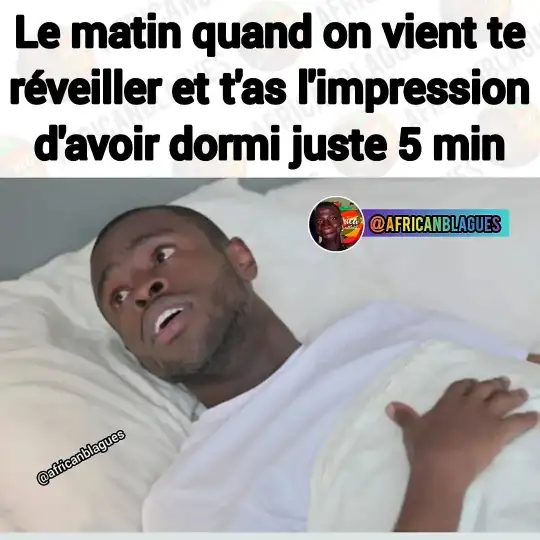 Le matin quand on vient te
réveiller et t'as l'impression
d'avoir dormi juste 5 min
@AFRICANBLAGUES
@africanblagues